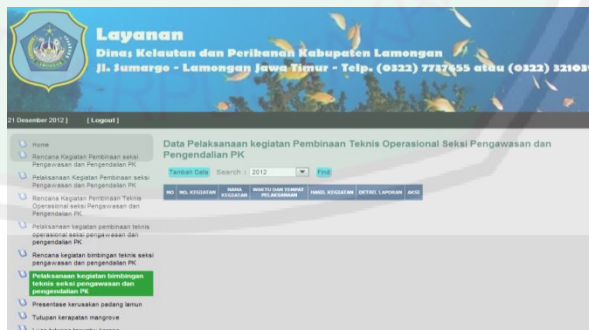 Layanan
Dinas Kelautan dan Perikanan Kabupaten Lamongan
Jl. Sumargo - Lamongan Jawa Timur - Telp. (0322) 7737655 atau (0322) 32103
21 Desember 2012 ] [ Logout ]
Home
Rencana Kegiatan Pembinaan seksi
Pengawasan dan Pengendalian PK
Pelaksanaan Kegiatan Pembinaan seksi
Pengawasan dan Pengendalian PK
Rencana Kegiatan Pembinaan Teknis
Operasional seksi Pengawasan dan
Pengendalian PK
Pelaksanaan kegiatan pembinaan teknis
operasional seksi pengawasan dan
pengendalian PK
Rencana kegiatan bimbingan teknis seksi
pengawasan dan pengendalian PK
Pelaksanaan kegiatan bimbingan
teknis seksi pengawasan dan
pengendalian PK
Presentase kerusakan padang lamun
Tutupan kerapatan mangrove
Data Pelaksanaan kegiatan Pembinaan Teknis Operasional Seksi Pengawasan dan
Pengendalian PK
Tambah Data Search : 2012 Find
NO NO. KEGIATAN NAMA KEGIATAN WAKTU DAN TEMPAT PELAKSANAAN HASIL KEGIATAN DETAIL LAPORAN AKSI